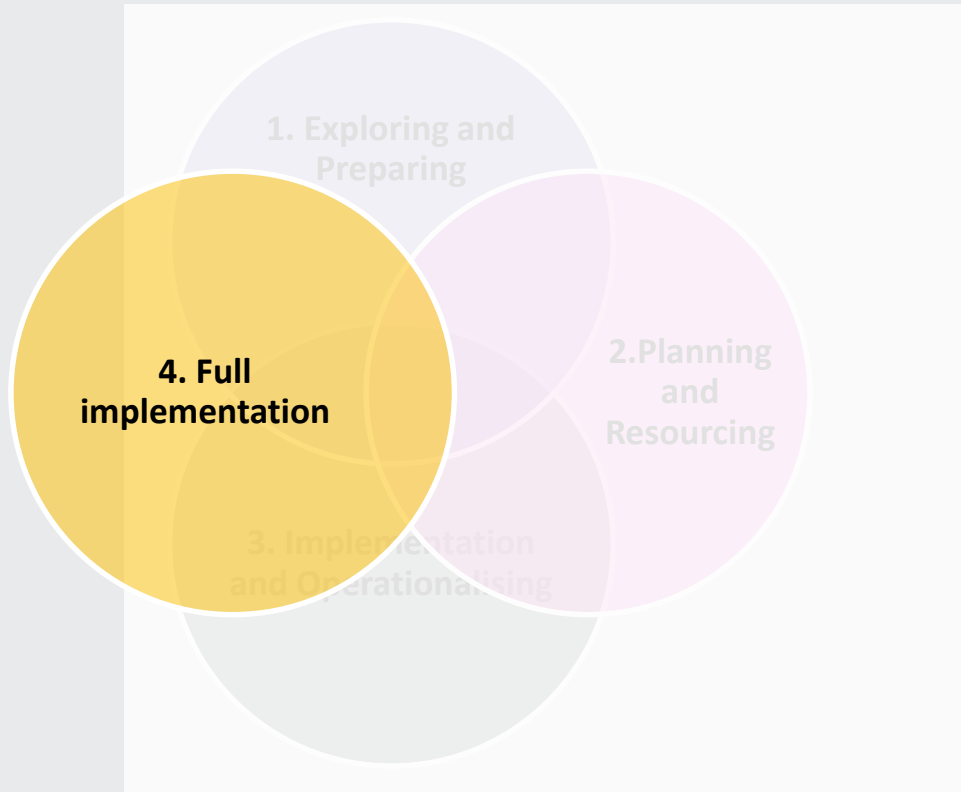 1. Exploring and
Preparing
2.Planning
and
Resourcing
3. Implementation
and Operationalising
4. Full
implementation